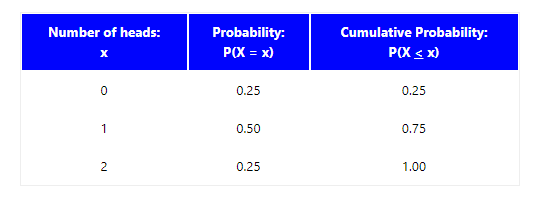 Number of heads: Probability: Cumulative Probability:
x P(X = x) P(X ≤ x)
0 0.25 0.25
1 0.50 0.75
2 0.25 1.00